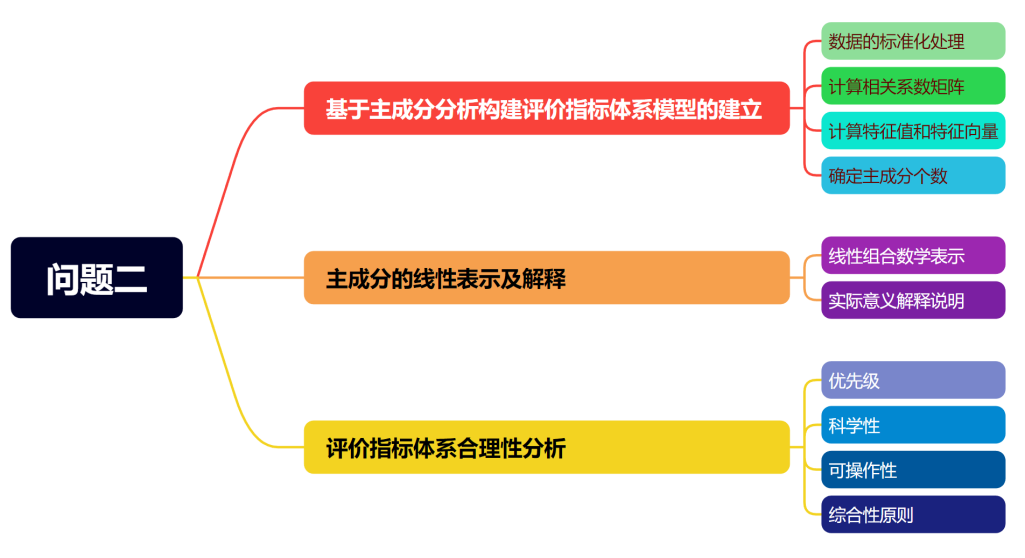 问题二
基于主成分分析构建评价指标体系模型的建立
数据的标准化处理
计算相关系数矩阵
计算特征值和特征向量
确定主成分个数
主成分的线性表示及解释
线性组合数学表示
实际意义解释说明
评价指标体系合理性分析
优先级
科学性
可操作性
综合性原则